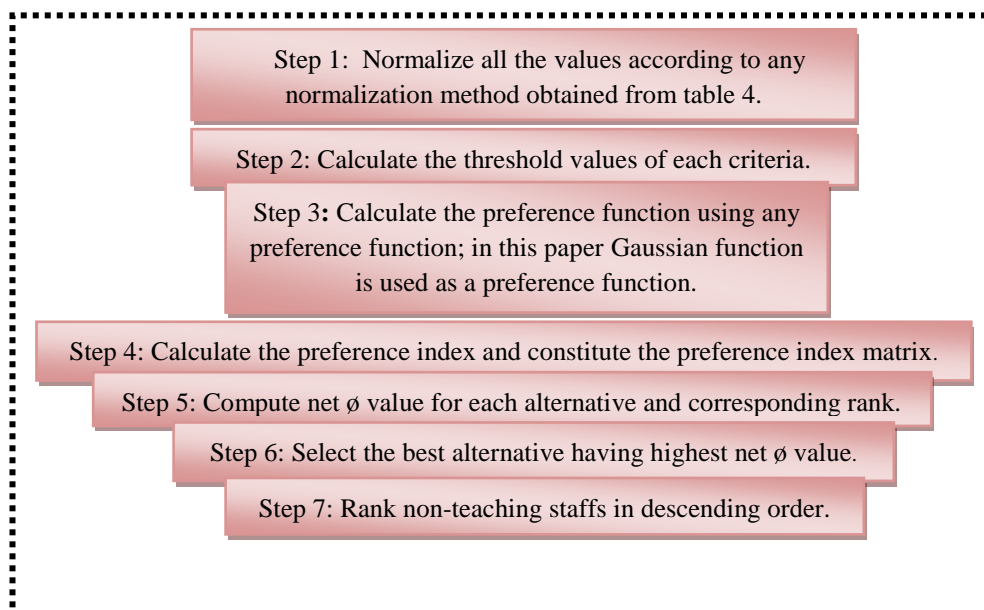 Step 1: Normalize all the values according to any
normalization method obtained from table 4.
Step 2: Calculate the threshold values of each criteria.
Step 3: Calculate the preference function using any
preference function; in this paper Gaussian function
is used as a preference function.
Step 4: Calculate the preference index and constitute the preference index matrix.
Step 5: Compute net ø value for each alternative and corresponding rank.
Step 6: Select the best alternative having highest net ø value.
Step 7: Rank non-teaching staffs in descending order.